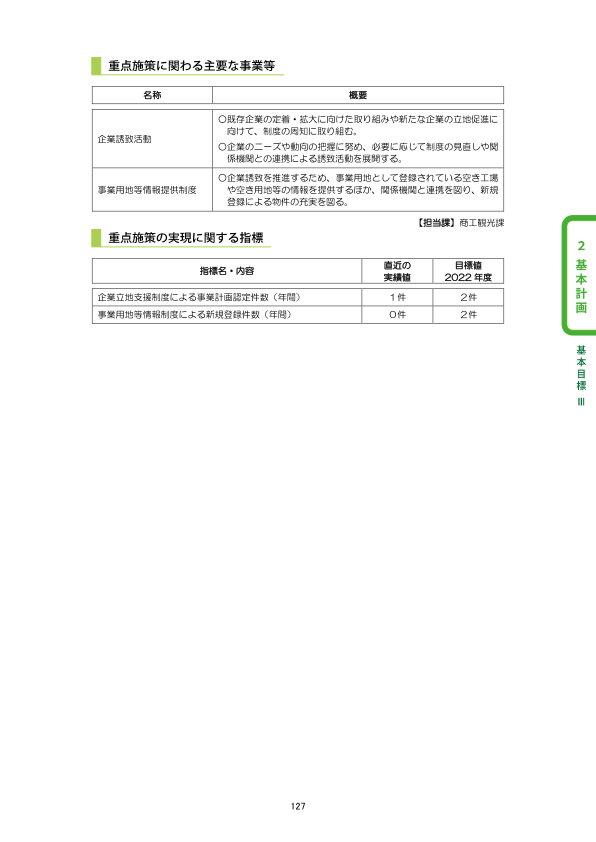 重点施策に関わる主要な事業等
名称 概要
企業誘致活動
○既存企業の定着・拡大に向けた取り組みや新たな企業の立地促進に
向けて、制度の周知に取り組む。
○企業のニーズや動向の把握に努め、必要に応じて制度の見直しや関
係機関との連携による誘致活動を展開する。
事業用地等情報提供制度
○企業誘致を推進するため、事業用地として登録されている空き工場
や空き用地等の情報を提供するほか、関係機関と連携を図り、新規
登録による物件の充実を図る。
【担当課】商工観光課
重点施策の実現に関する指標
指標名・内容
直近の
実績値
目標値
2022 年度
企業立地支援制度による事業計画認定件数（年間） 1件 2件
事業用地等情報制度による新規登録件数（年間） 0件 2件
2
基本計画
基本目標 Ⅲ
127